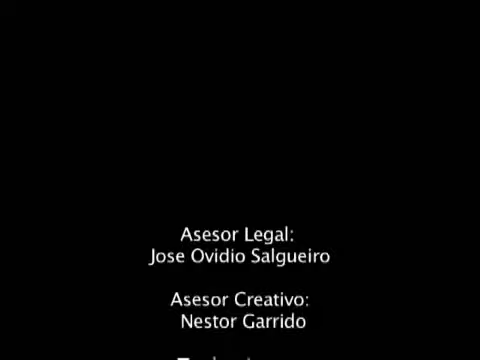 Asesor Legal:
Jose Ovidio Salgueiro
Asesor Creativo:
Nestor Garrido